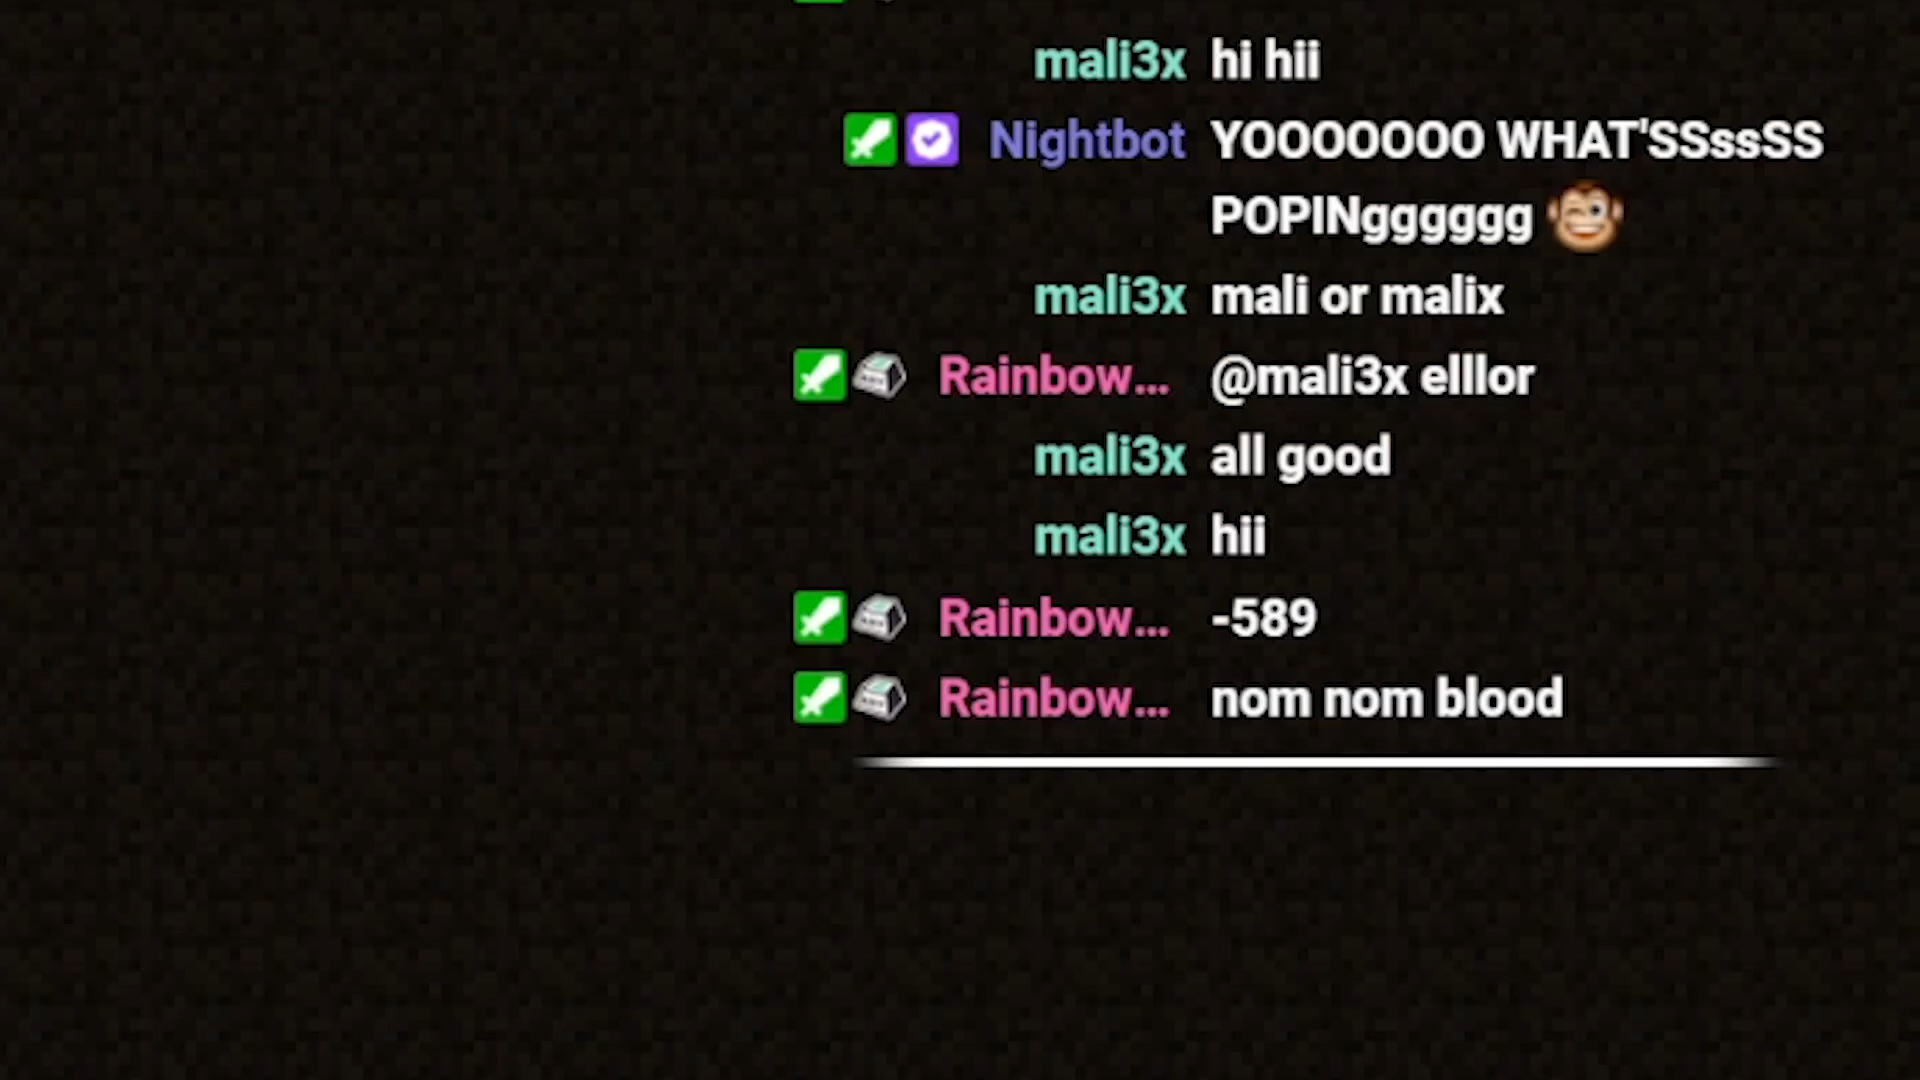 mali3x hi hii
Nightbot YOOOOOOO WHAT'SSssSS
POPINgggggg
mali3x mali or malix
Rainbow... @mali3x elllor
mali3x all good
mali3x hii
Rainbow... -589
Rainbow... nom nom blood